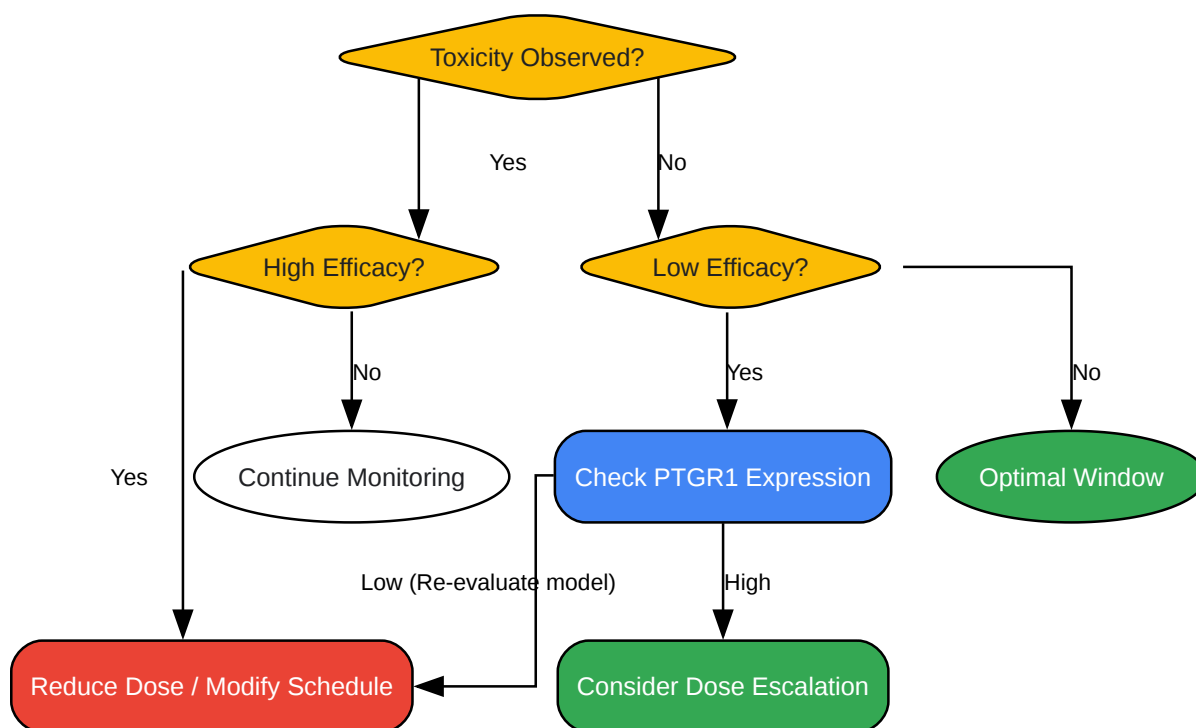 Toxicity Observed?
Yes
No
High Efficacy?
Low Efficacy?
No
Yes
No
Yes
Continue Monitoring
Check PTGR1 Expression
Optimal Window
Low (Re-evaluate model)
High
Reduce Dose / Modify Schedule
Consider Dose Escalation